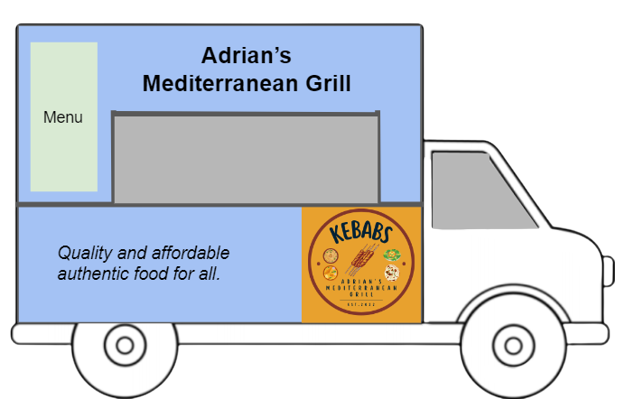 Adrian’s
Mediterranean Grill
Menu
Quality and affordable
authentic food for all.
KEBABS
ADRIAN'S
MEDITERRANEAN
GRILL
EST.2022